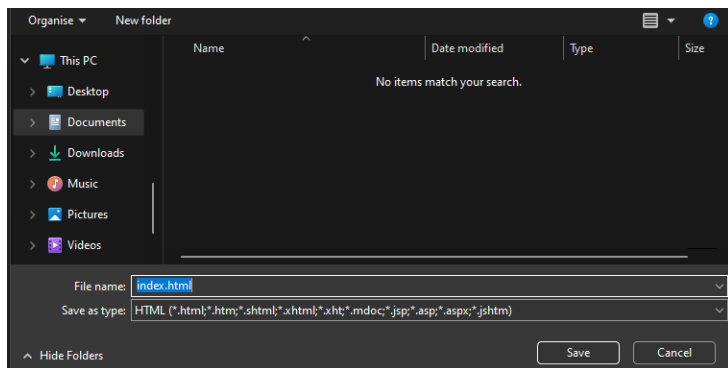 Organise New folder
Name Date modified Type Size
This PC
No items match your search.
Desktop
Documents
Downloads
Music
Pictures
Videos
File name: index.html
Save as type: HTML (*.html;*.htm;*.shtml;*.xhtml;*.xht;*.mdoc;*.jsp;*.asp;*.aspx;*.jshtm)
Hide Folders Save Cancel